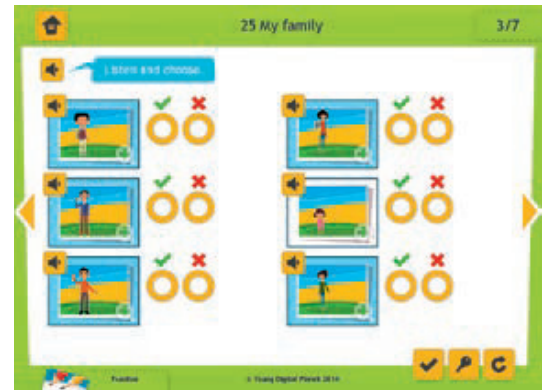 25 My family
3/7
Listen and choose.
Practice
© Young Digital Planet 2014